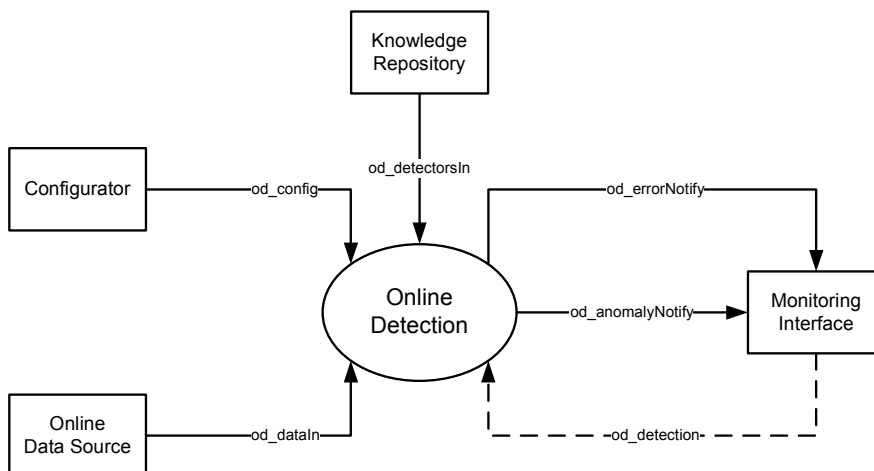 Knowledge
Repository
od_detectorsIn
Configurator
od_config
od_errorNotify
Online
Detection
od_anomalyNotify
Monitoring
Interface
Online
Data Source
od_dataIn
od_detection